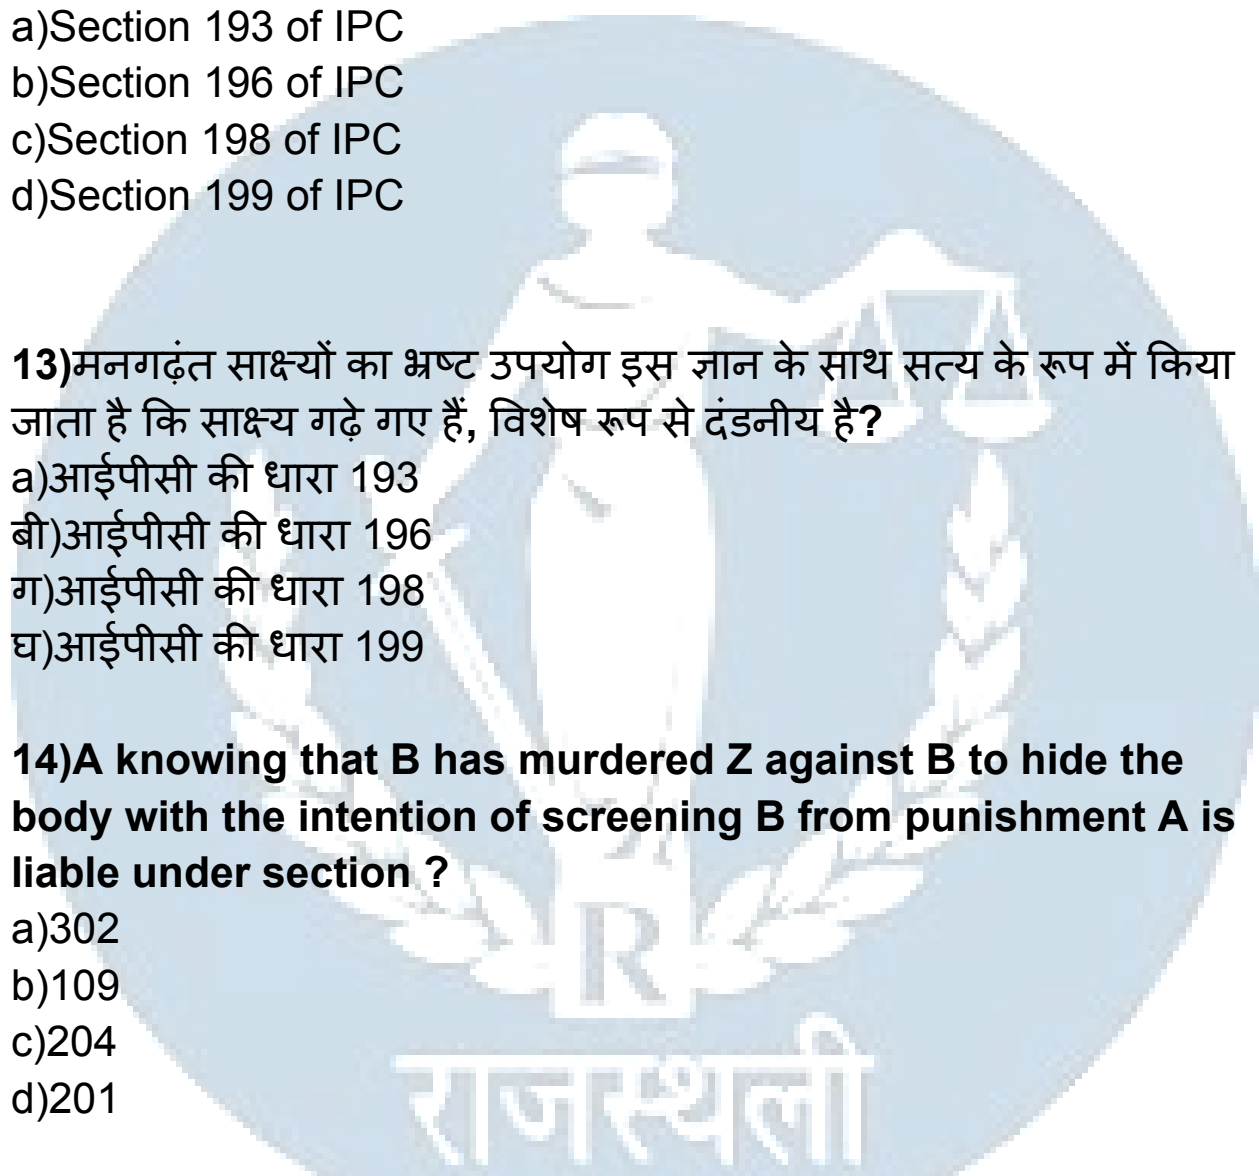 a)Section 193 of IPC
b)Section 196 of IPC
c)Section 198 of IPC
d)Section 199 of IPC
13)मनगढ़ंत साक्ष्यों का भ्रष्ट उपयोग इस ज्ञान के साथ सत्य के रूप में किया
जाता है कि साक्ष्य गढ़े गए हैं, विशेष रूप से दंडनीय है?
a)आईपीसी की धारा 193
बी)आईपीसी की धारा 196
ग)आईपीसी की धारा 198
घ)आईपीसी की धारा 199
14)A knowing that B has murdered Z against B to hide the
body with the intention of screening B from punishment A is
liable under section ?
a)302
b)109
c)204
d)201
R
राजस्थली